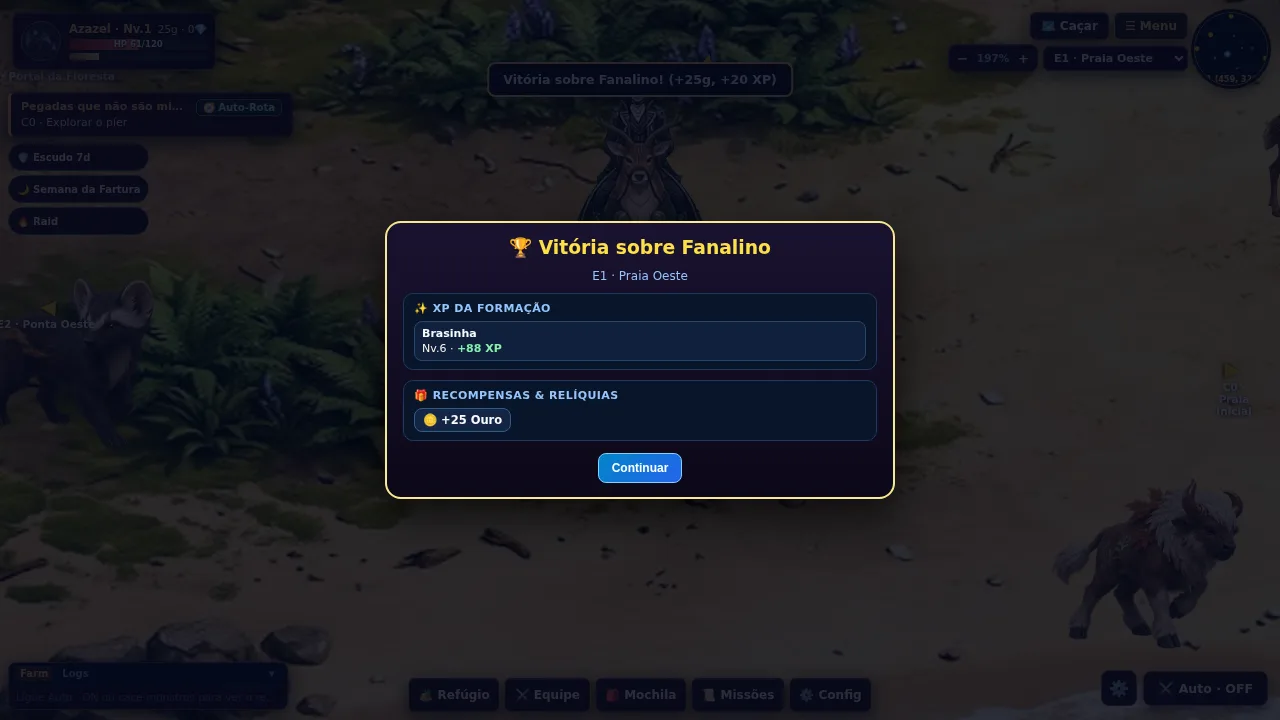 Azazel · Nv.1 25g · 0💎
HP 61/120
Portal da Floresta
Pegadas que não são mi...
Auto-Rota
C0 · Explorar o píer
Escudo 7d
Semana da Fartura
Raid
Vitória sobre Fanalino! (+25g, +20 XP)
Caçar
☰ Menu
− 197% +
E1 · Praia Oeste
E2 · Ponta Oeste
C0 ·
Praia
Inicial
🏆 Vitória sobre Fanalino
E1 · Praia Oeste
✨ XP DA FORMAÇÃO
Brasinha
Nv.6 · +88 XP
🎁 RECOMPENSAS & RELÍQUIAS
🪙 +25 Ouro
Continuar
Farm Logs
Refúgio
Equipe
Mochila
Missões
Config
Auto · OFF